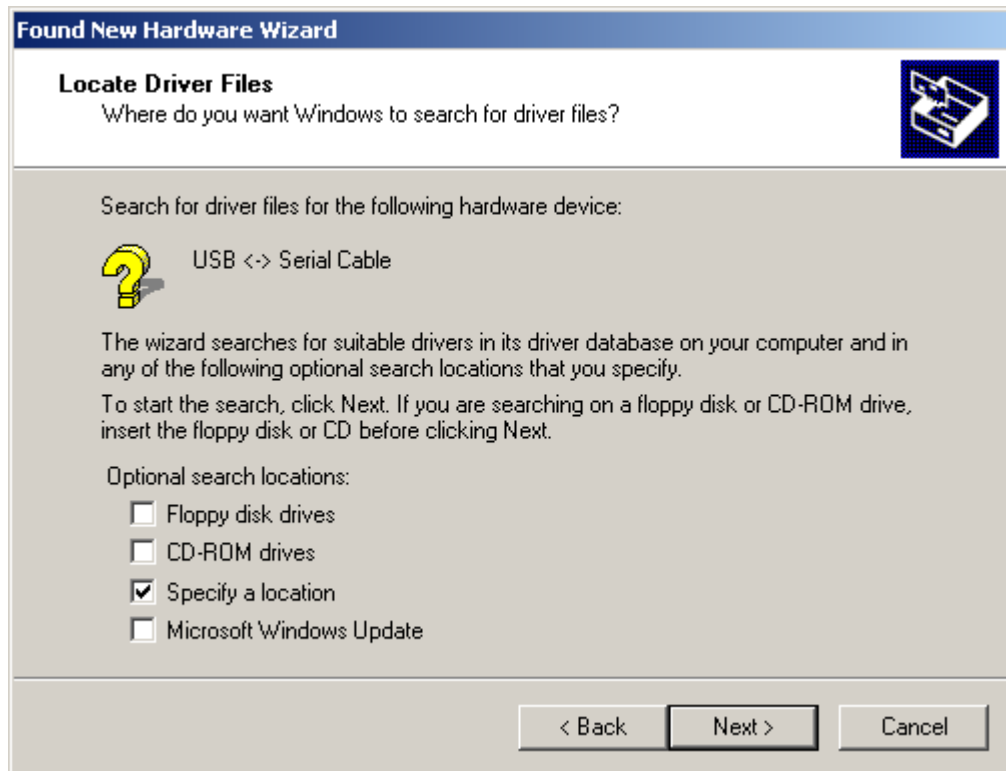 Found New Hardware Wizard
Locate Driver Files
Where do you want Windows to search for driver files?
Search for driver files for the following hardware device:
USB <-> Serial Cable
The wizard searches for suitable drivers in its driver database on your computer and in
any of the following optional search locations that you specify.
To start the search, click Next. If you are searching on a floppy disk or CD-ROM drive,
insert the floppy disk or CD before clicking Next.
Optional search locations:
Floppy disk drives
CD-ROM drives
Specify a location
Microsoft Windows Update
< Back Next > Cancel